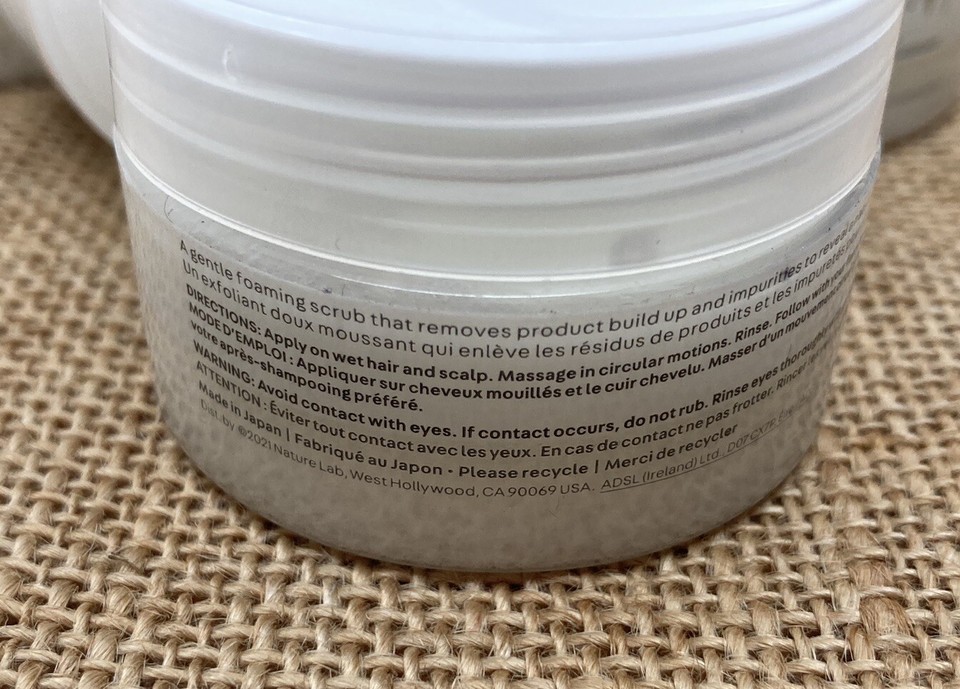 A gentle foaming scrub that removes product build up and impurities to reveal
Un exfoliant doux moussant qui enlève les résidus de produits et les impuretés
DIRECTIONS: Apply on wet hair and scalp. Massage in circular motions. Rinse. Follow with your
MODE D'EMPLOI : Appliquer sur cheveux mouillés et le cuir chevelu. Masser d'un mouvement
votre après-shampooing préféré.
WARNING: Avoid contact with eyes. If contact occurs, do not rub. Rinse eyes thoroughly
ATTENTION : Éviter tout contact avec les yeux. En cas de contact ne pas frotter. Rincer
Made in Japan | Fabriqué au Japon • Please recycle | Merci de recycler
Dist. by ©2021 Nature Lab, West Hollywood, CA 90069 USA. ADSL (Ireland) Ltd., D07 CX7P,